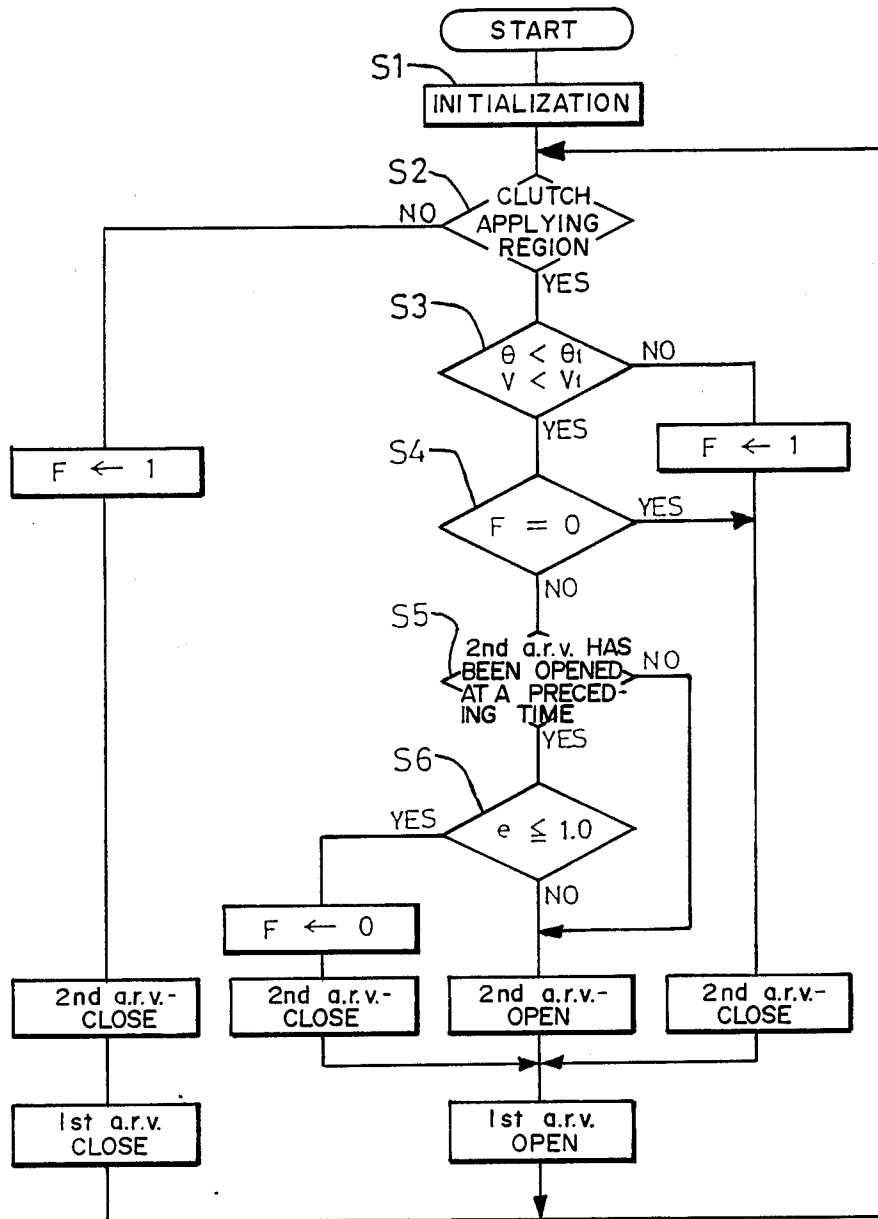 START
S1
INITIALIZATION
S2
CLUTCH
APPLYING
REGION
NO
YES
S3
θ < θ1
V < V1
NO
YES
F ← 1
F ← 1
S4
F = 0
YES
NO
S5
2nd a.r.v. HAS
BEEN OPENED
AT A PRECED-
ING TIME
NO
YES
S6
e ≦ 1.0
YES
NO
F ← 0
2nd a.r.v.-
CLOSE
2nd a.r.v.-
CLOSE
2nd a.r.v.-
OPEN
2nd a.r.v.-
CLOSE
1st a.r.v.
CLOSE
1st a.r.v.
OPEN